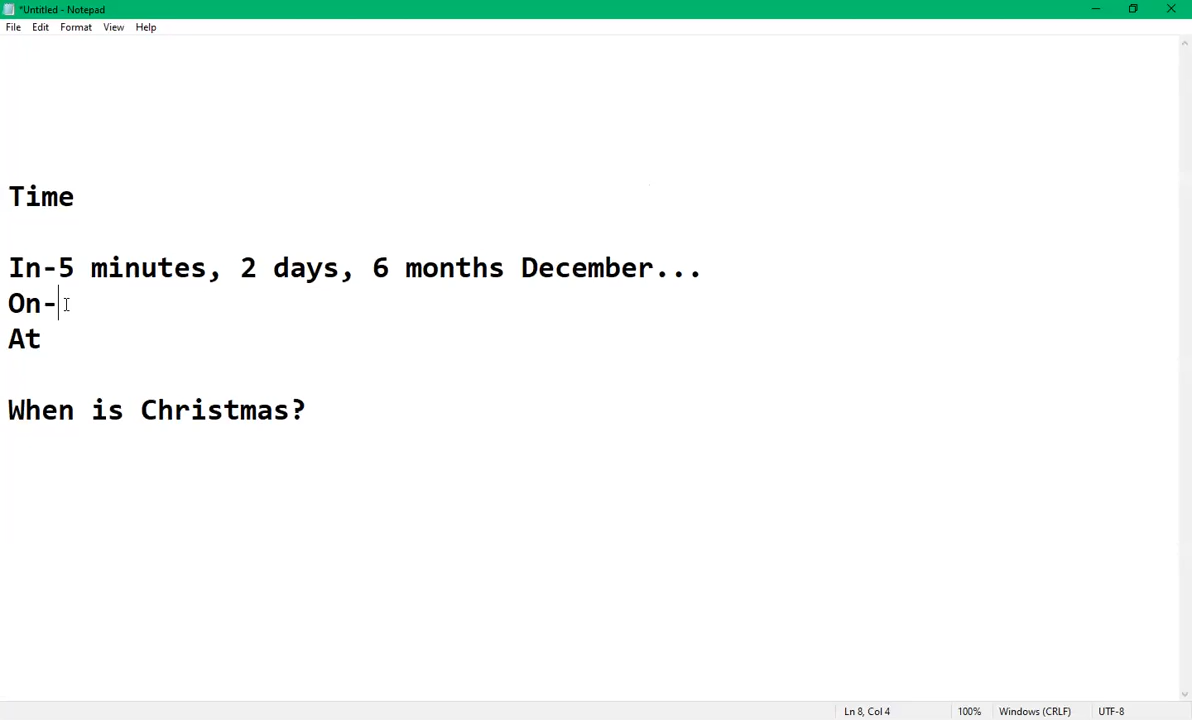 *Untitled - Notepad
File Edit Format View Help
Time
In-5 minutes, 2 days, 6 months December...
On-
At
When is Christmas?
Ln 8, Col 4 100% Windows (CRLF) UTF-8